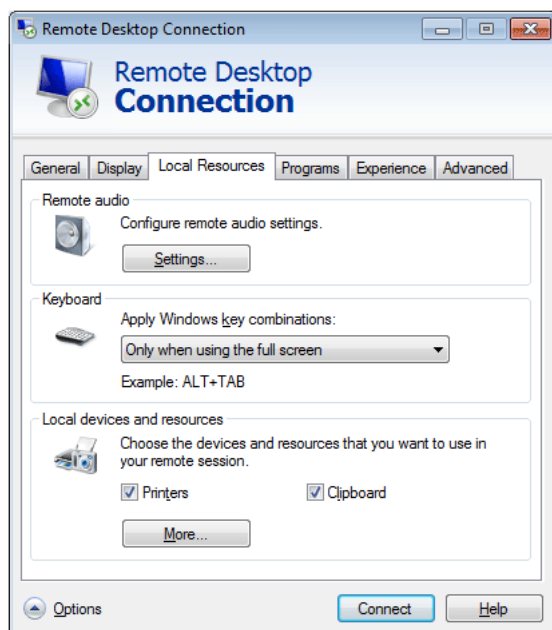 Remote Desktop Connection
Remote Desktop
Connection
General Display Local Resources Programs Experience Advanced
Remote audio
Configure remote audio settings.
Settings...
Keyboard
Apply Windows key combinations:
Only when using the full screen
Example: ALT+TAB
Local devices and resources
Choose the devices and resources that you want to use in
your remote session.
Printers Clipboard
More...
Options Connect Help